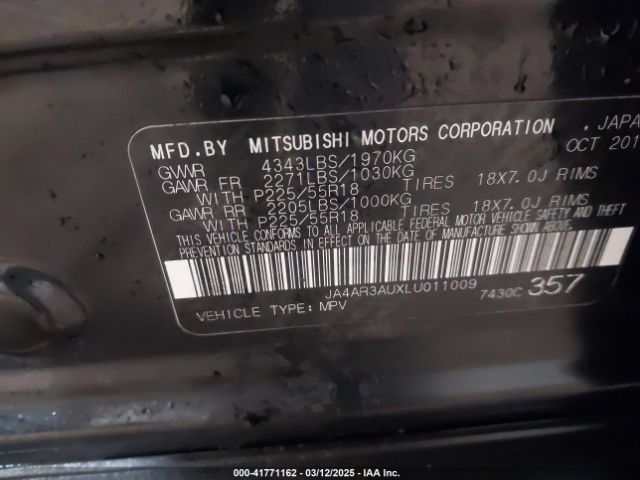 MFD.BY MITSUBISHI MOTORS CORPORATION , JAPA
GVWR 4343LBS/1970KG OCT 201
GAWR FR 2271LBS/1030KG
WITH P225/55R18 TIRES 18X7.0J RIMS
GAWR RR 2205LBS/1000KG
WITH P225/55R18 TIRES 18X7.0J RIMS
THIS VEHICLE CONFORMS TO ALL APPLICABLE FEDERAL MOTOR VEHICLE SAFETY AND THEFT
PREVENTION STANDARDS IN EFFECT ON THE DATE OF MANUFACTURE SHOWN ABOVE.
JA4AR3AUXLU011009 7430C 357
VEHICLE TYPE: MPV
000-41771162 - 03/12/2025 - IAA Inc.